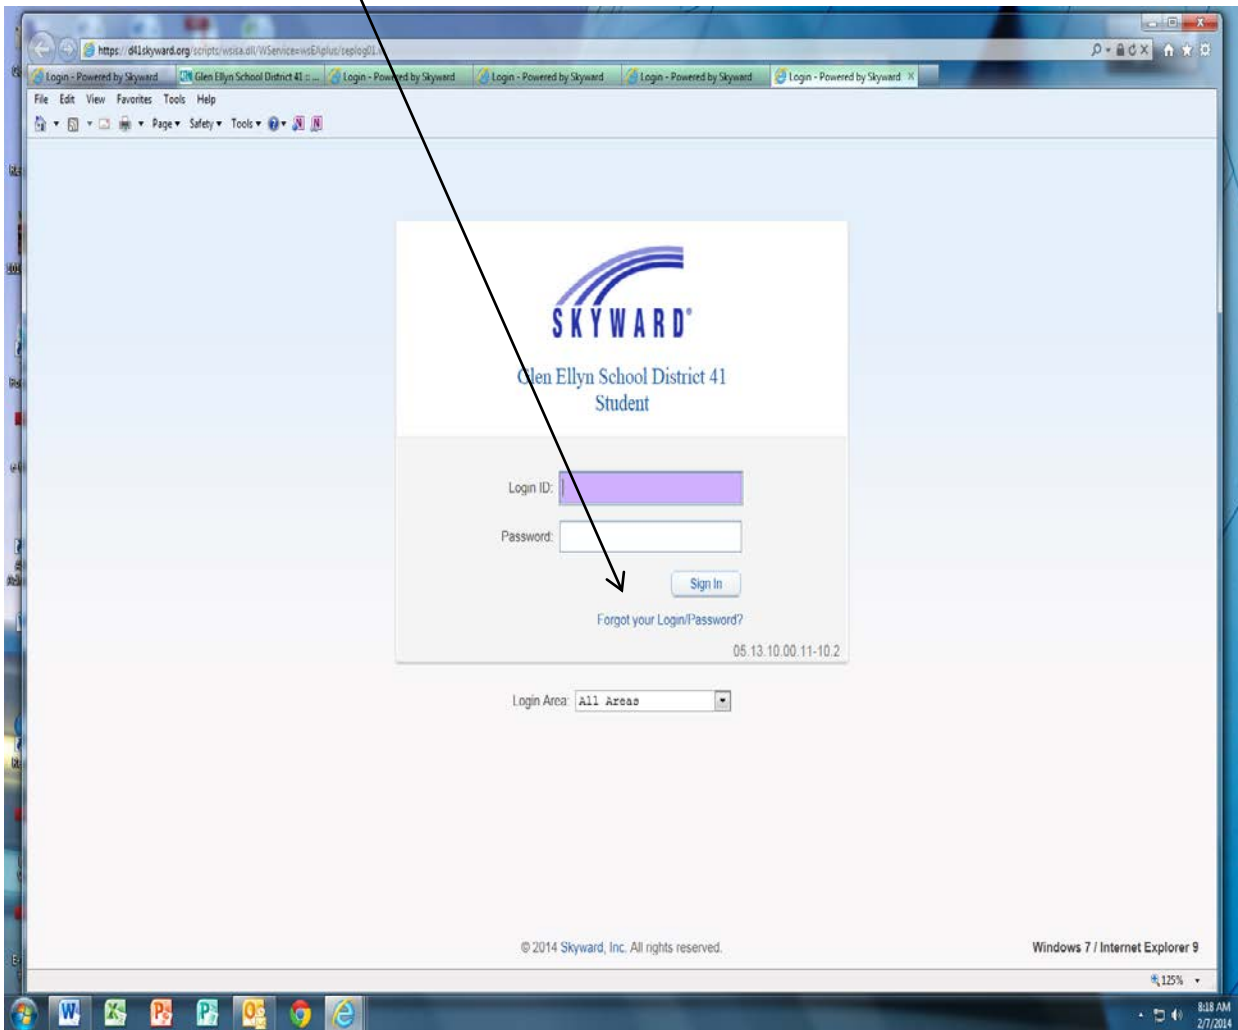 https://d41skyward.org/scripts/wsisa.dll/WService=wsEAplus/seplog01
Login - Powered by Skyward Glen Ellyn School District 41 :: ... Login - Powered by Skyward Login - Powered by Skyward Login - Powered by Skyward Login - Powered by Skyward
File Edit View Favorites Tools Help
Page Safety Tools
SKYWARD®
Glen Ellyn School District 41
Student
Login ID:
Password:
Sign In
Forgot your Login/Password?
05.13.10.00.11-10.2
Login Area: All Areas
© 2014 Skyward, Inc. All rights reserved.
Windows 7 / Internet Explorer 9
125%
8:18 AM
2/7/2014